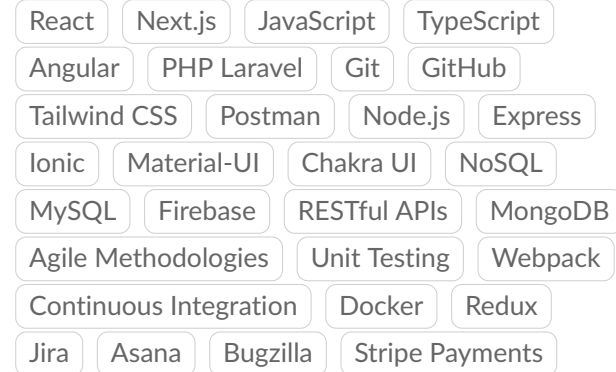 React Next.js JavaScript TypeScript
Angular PHP Laravel Git GitHub
Tailwind CSS Postman Node.js Express
Ionic Material-UI Chakra UI NoSQL
MySQL Firebase RESTful APIs MongoDB
Agile Methodologies Unit Testing Webpack
Continuous Integration Docker Redux
Jira Asana Bugzilla Stripe Payments